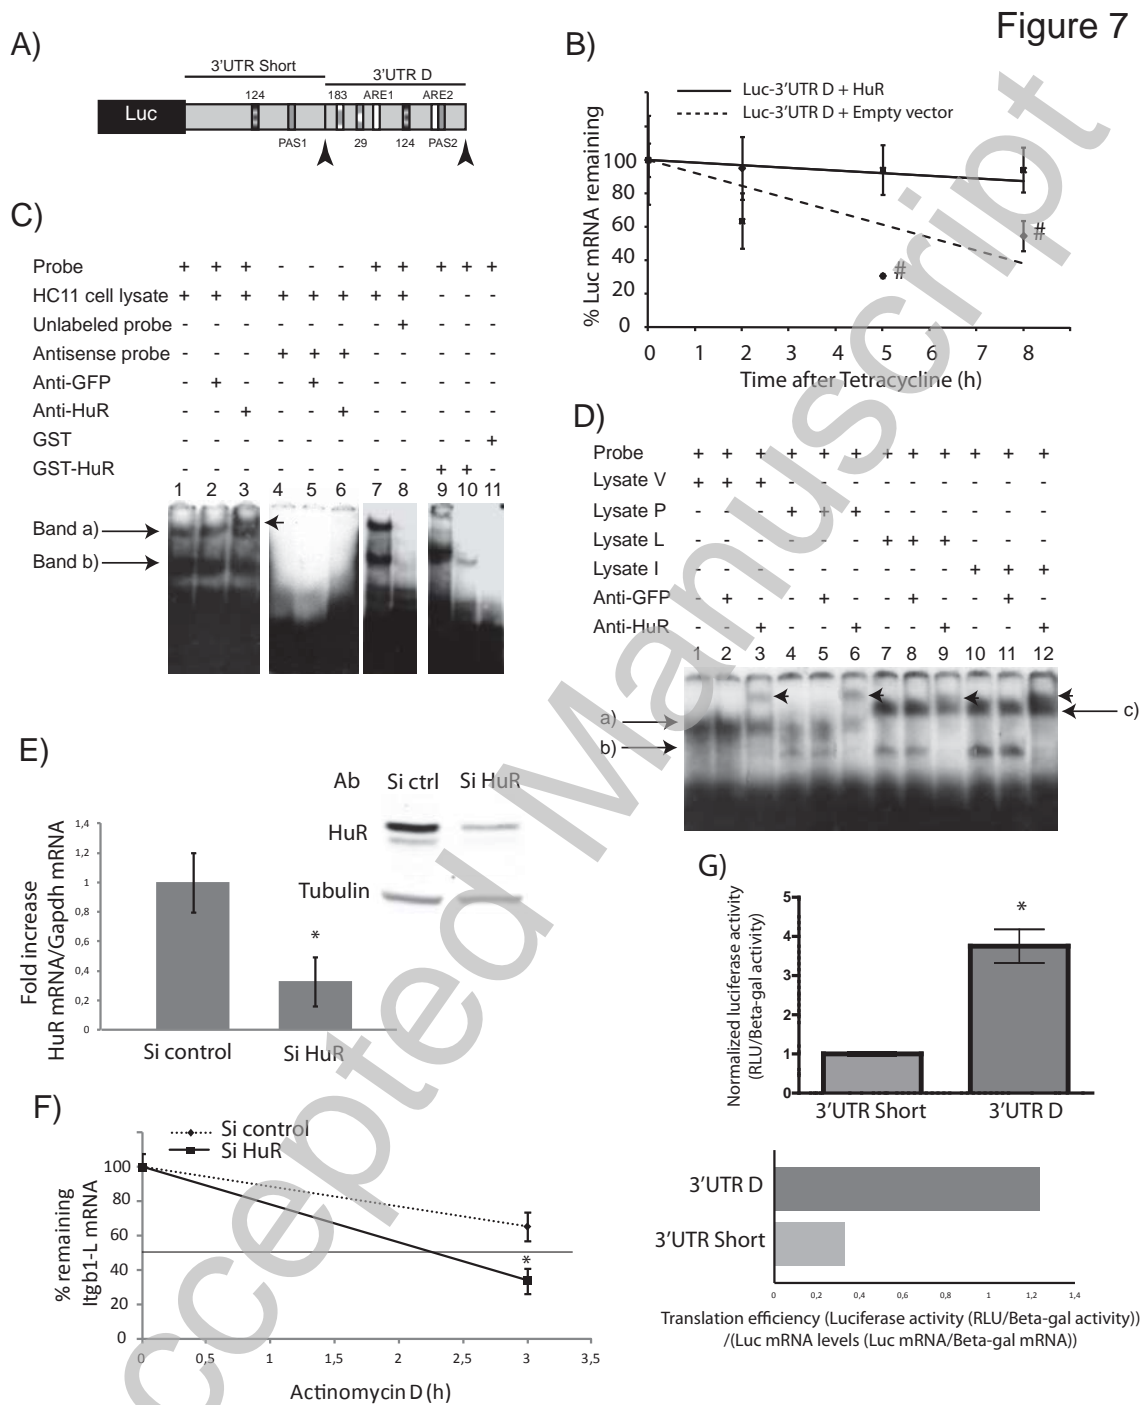 Figure 7
A)
3'UTR Short
3'UTR D
124
183
ARE1
ARE2
Luc
PAS1
29
124
PAS2
B)
Luc-3'UTR D + HuR
Luc-3'UTR D + Empty vector
% Luc mRNA remaining
100
80
60
40
20
0
#
#
0 1 2 3 4 5 6 7 8
Time after Tetracycline (h)
C)
Probe + + + - - - + + + + +
HC11 cell lysate + + + + + + + + - - -
Unlabeled probe - - - - - - - + - - -
Antisense probe - - - + + + - - - - -
Anti-GFP - + - - + - - - - - -
Anti-HuR - - + - - + - - - - -
GST - - - - - - - - - - +
GST-HuR - - - - - - - - + + -
1 2 3 4 5 6 7 8 9 10 11
Band a)
Band b)
D)
Probe + + + + + + + + + + + +
Lysate V + + + - - - - - - - - -
Lysate P - - - + + + - - - - - -
Lysate L - - - - - - + + + - - -
Lysate I - - - - - - - - - + + +
Anti-GFP - + - - + - - + - - + -
Anti-HuR - - + - - + - - + - - +
1 2 3 4 5 6 7 8 9 10 11 12
a)
b)
c)
E)
Ab Si ctrl Si HuR
HuR
Tubulin
Fold increase
HuR mRNA/Gapdh mRNA
1,4
1,2
1
0,8
0,6
0,4
0,2
0
*
Si control Si HuR
F)
Si control
Si HuR
% remaining
Itgb1-L mRNA
100
80
60
40
20
0
*
0 0,5 1 2 2,5 3 3,5
Actinomycin D (h)
G)
Normalized luciferase activity
(RLU/Beta-gal activity)
5
4
3
2
1
0
*
3'UTR Short 3'UTR D
3'UTR D
3'UTR Short
0 0,2 0,4 0,6 0,8 1 1,2 1,4
Translation efficiency (Luciferase activity (RLU/Beta-gal activity))
/(Luc mRNA levels (Luc mRNA/Beta-gal mRNA))
ccepted Manuscript